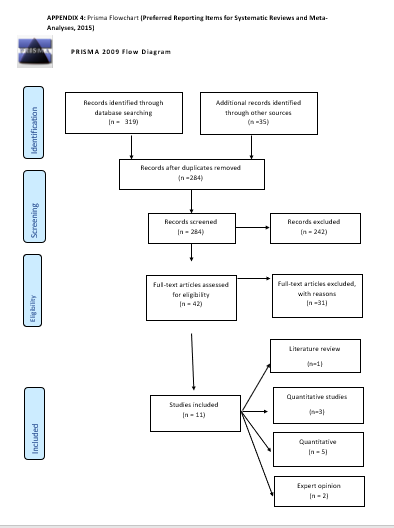 APPENDIX 4: Prisma Flowchart (Preferred Reporting Items for Systematic Reviews and Meta-
Analyses, 2015)
PRISMA
PRISMA 2009 Flow Diagram
Identification
Records identified through
database searching
(n = 319)
Additional records identified
through other sources
(n =35)
Records after duplicates removed
(n =284)
Screening
Records screened
(n = 284)
Records excluded
(n = 242)
Eligibility
Full-text articles assessed
for eligibility
(n = 42)
Full-text articles excluded,
with reasons
(n =31)
Literature review
(n=1)
Included
Studies included
(n = 11)
Quantitative studies
(n=3)
Quantitative
(n = 5)
Expert opinion
(n = 2)